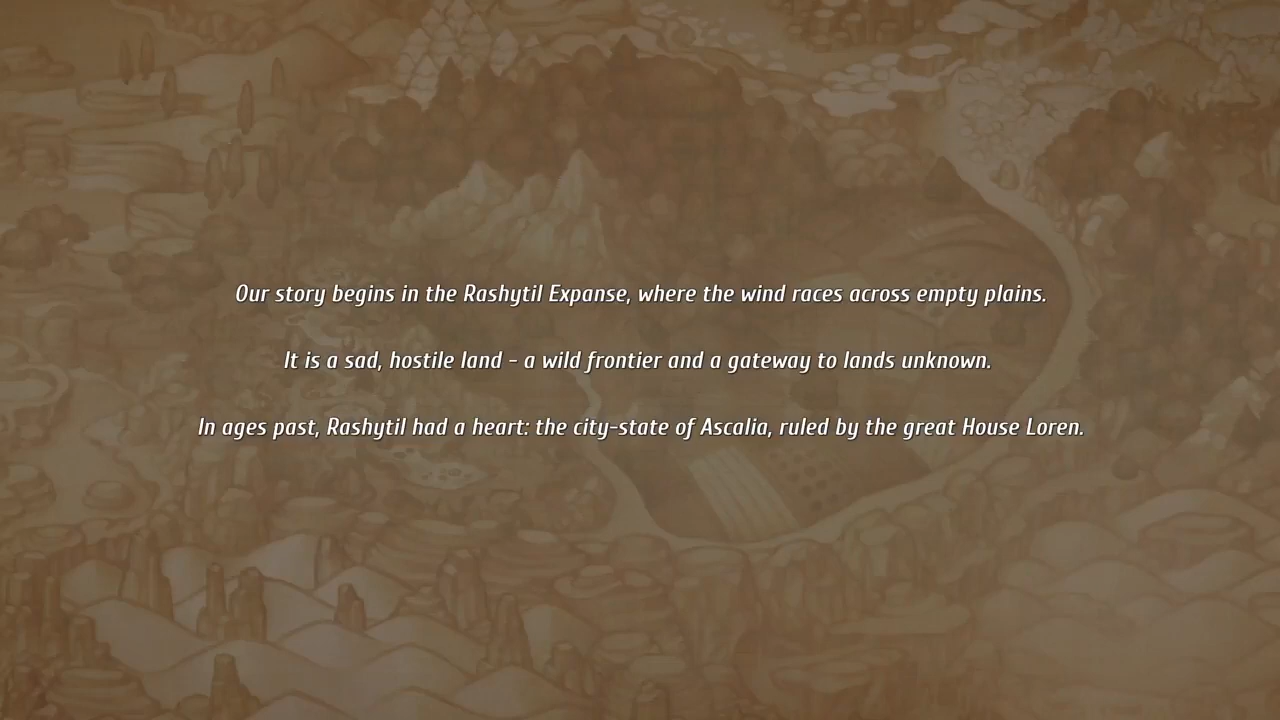 Our story begins in the Rashytil Expanse, where the wind races across empty plains.
It is a sad, hostile land - a wild frontier and a gateway to lands unknown.
In ages past, Rashytil had a heart: the city-state of Ascalia, ruled by the great House Loren.